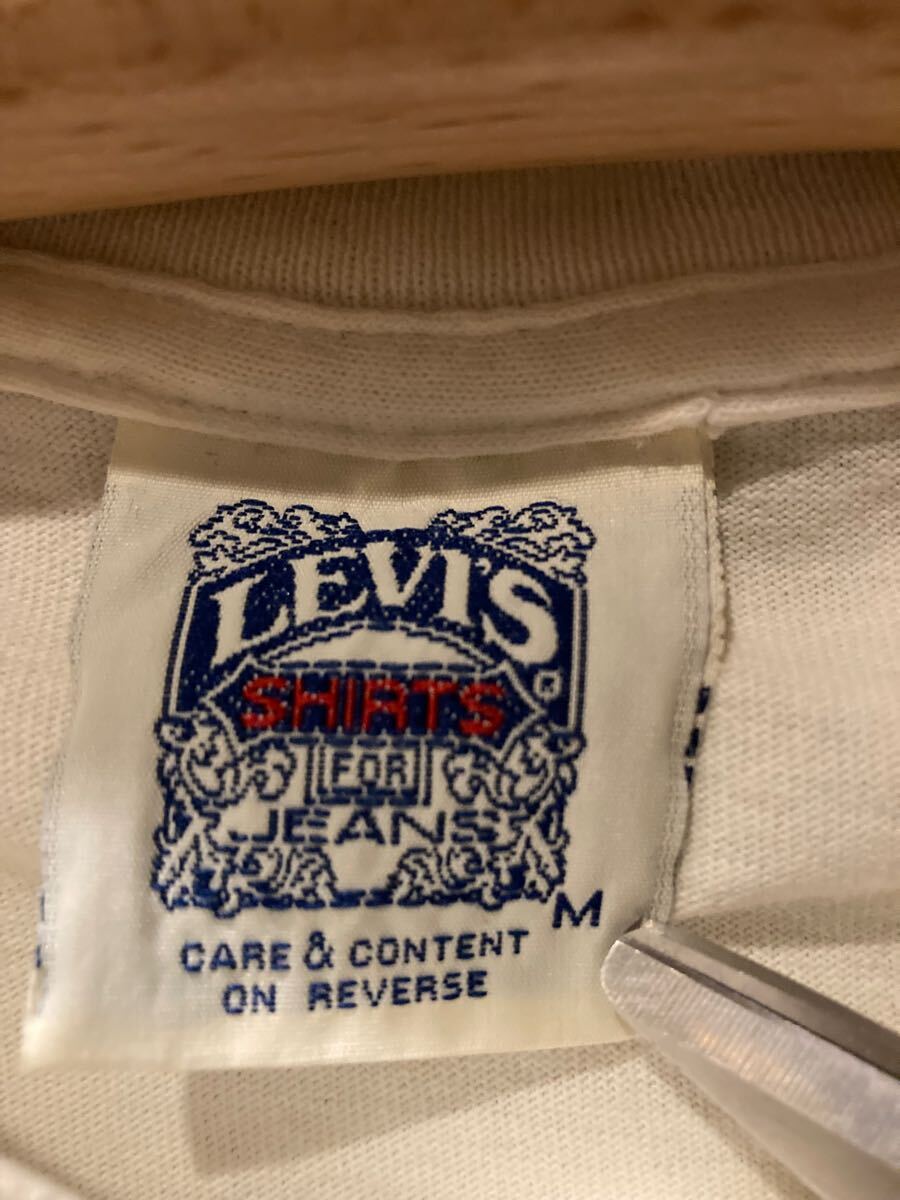 LEVI'S
SHIRTS
FOR
JEANS
M
CARE & CONTENT
ON REVERSE